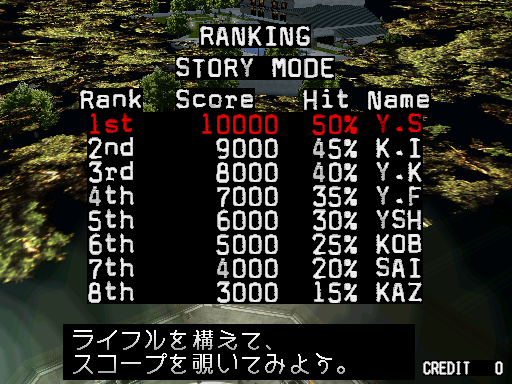 RANKING
STORY MODE
Rank Score Hit Name
1st 10000 50% Y.S
2nd 9000 45% K.I
3rd 8000 40% Y.K
4th 7000 35% Y.F
5th 6000 30% YSH
6th 5000 25% KOB
7th 4000 20% SAI
8th 3000 15% KAZ
ライフルを構えて、
スコープを覗いてみよう。
CREDIT 0